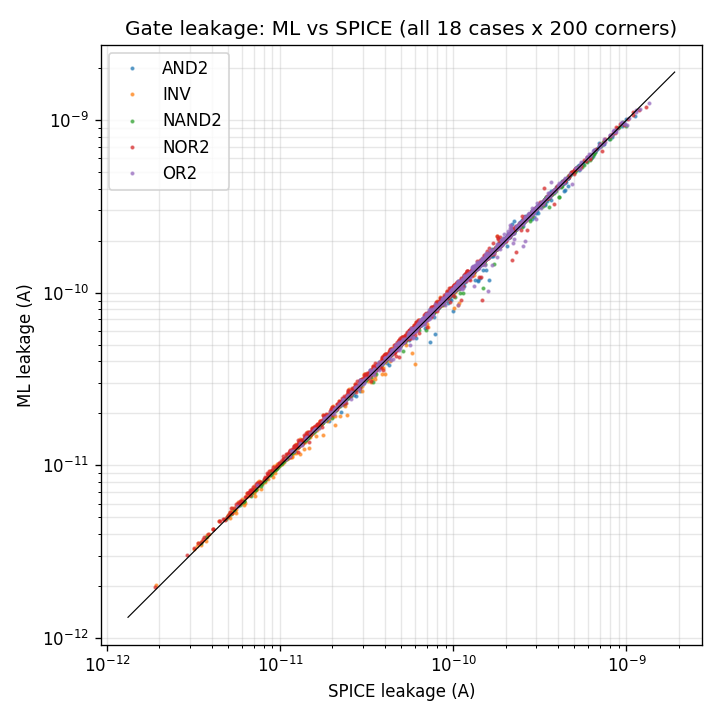 Gate leakage: ML vs SPICE (all 18 cases x 200 corners)
AND2
INV
NAND2
NOR2
OR2
10⁻⁹
10⁻¹⁰
10⁻¹¹
10⁻¹²
ML leakage (A)
10⁻¹² 10⁻¹¹ 10⁻¹⁰ 10⁻⁹
SPICE leakage (A)